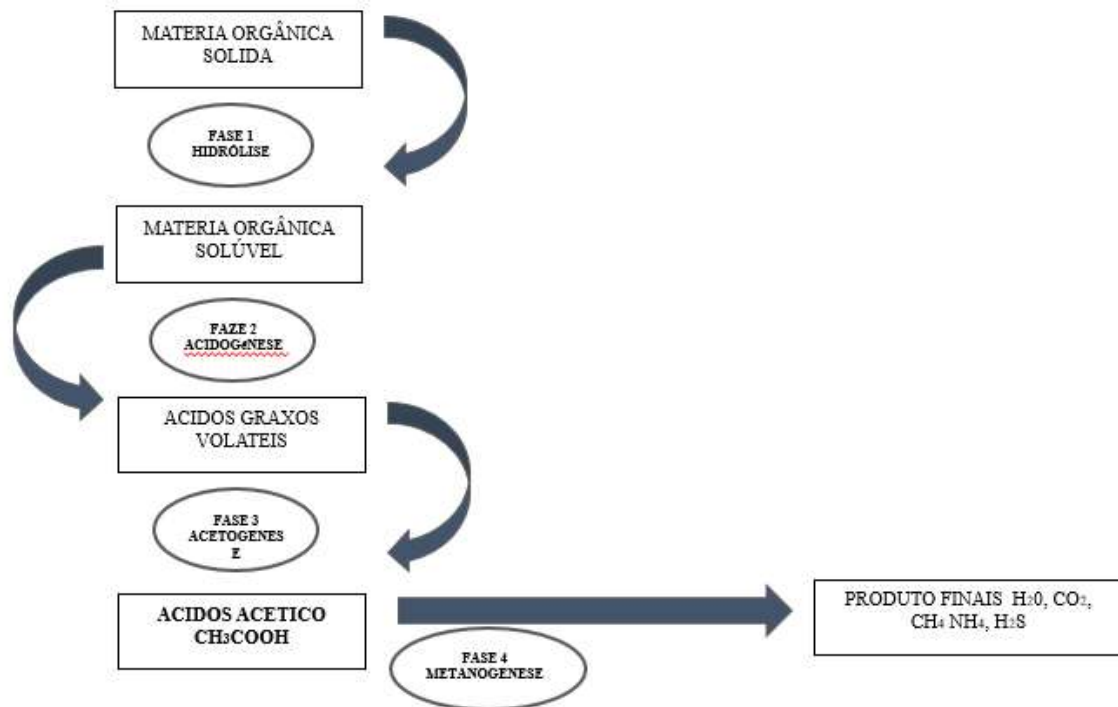 MATERIA ORGÂNICA
SOLIDA
FASE 1
HIDRÓLISE
MATERIA ORGÂNICA
SOLÚVEL
FAZE 2
ACIDOGéNESE
ACIDOS GRAXOS
VOLATEIS
FASE 3
ACETOGENES
E
ACIDOS ACETICO
CH3COOH
FASE 4
METANOGENESE
PRODUTO FINAIS H20, CO2,
CH4 NH4, H2S